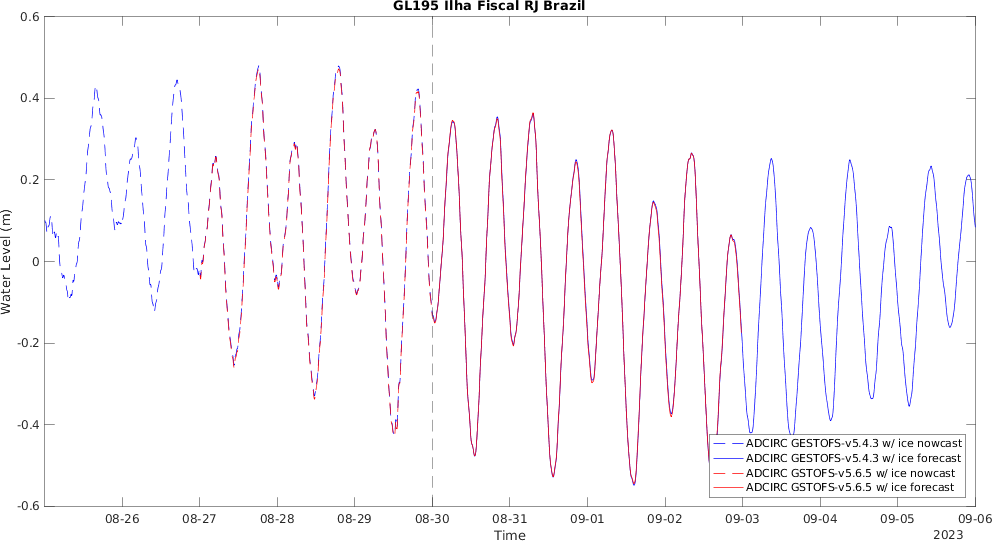 GL195 Ilha Fiscal RJ Brazil
0.6
0.4
0.2
0
-0.2
-0.4
-0.6
Water Level (m)
ADCIRC GESTOFS-v5.4.3 w/ ice nowcast
ADCIRC GESTOFS-v5.4.3 w/ ice forecast
ADCIRC GSTOFS-v5.6.5 w/ ice nowcast
ADCIRC GSTOFS-v5.6.5 w/ ice forecast
08-26 08-27 08-28 08-29 08-30 08-31 09-01 09-02 09-03 09-04 09-05 09-06
Time
2023